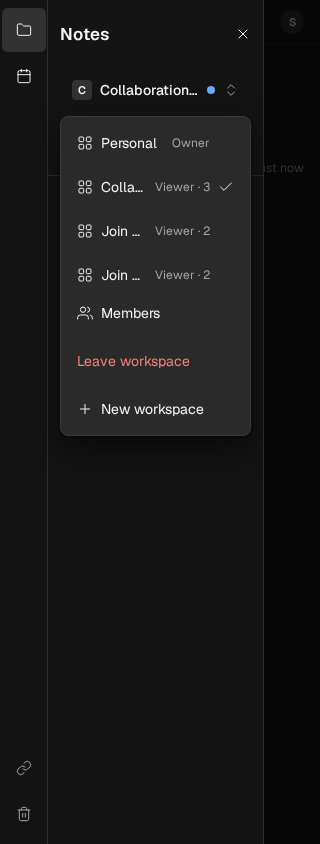 Notes
S
C Collaboration...
Personal Owner
Colla... Viewer · 3
just now
Join ... Viewer · 2
Join ... Viewer · 2
Members
Leave workspace
New workspace